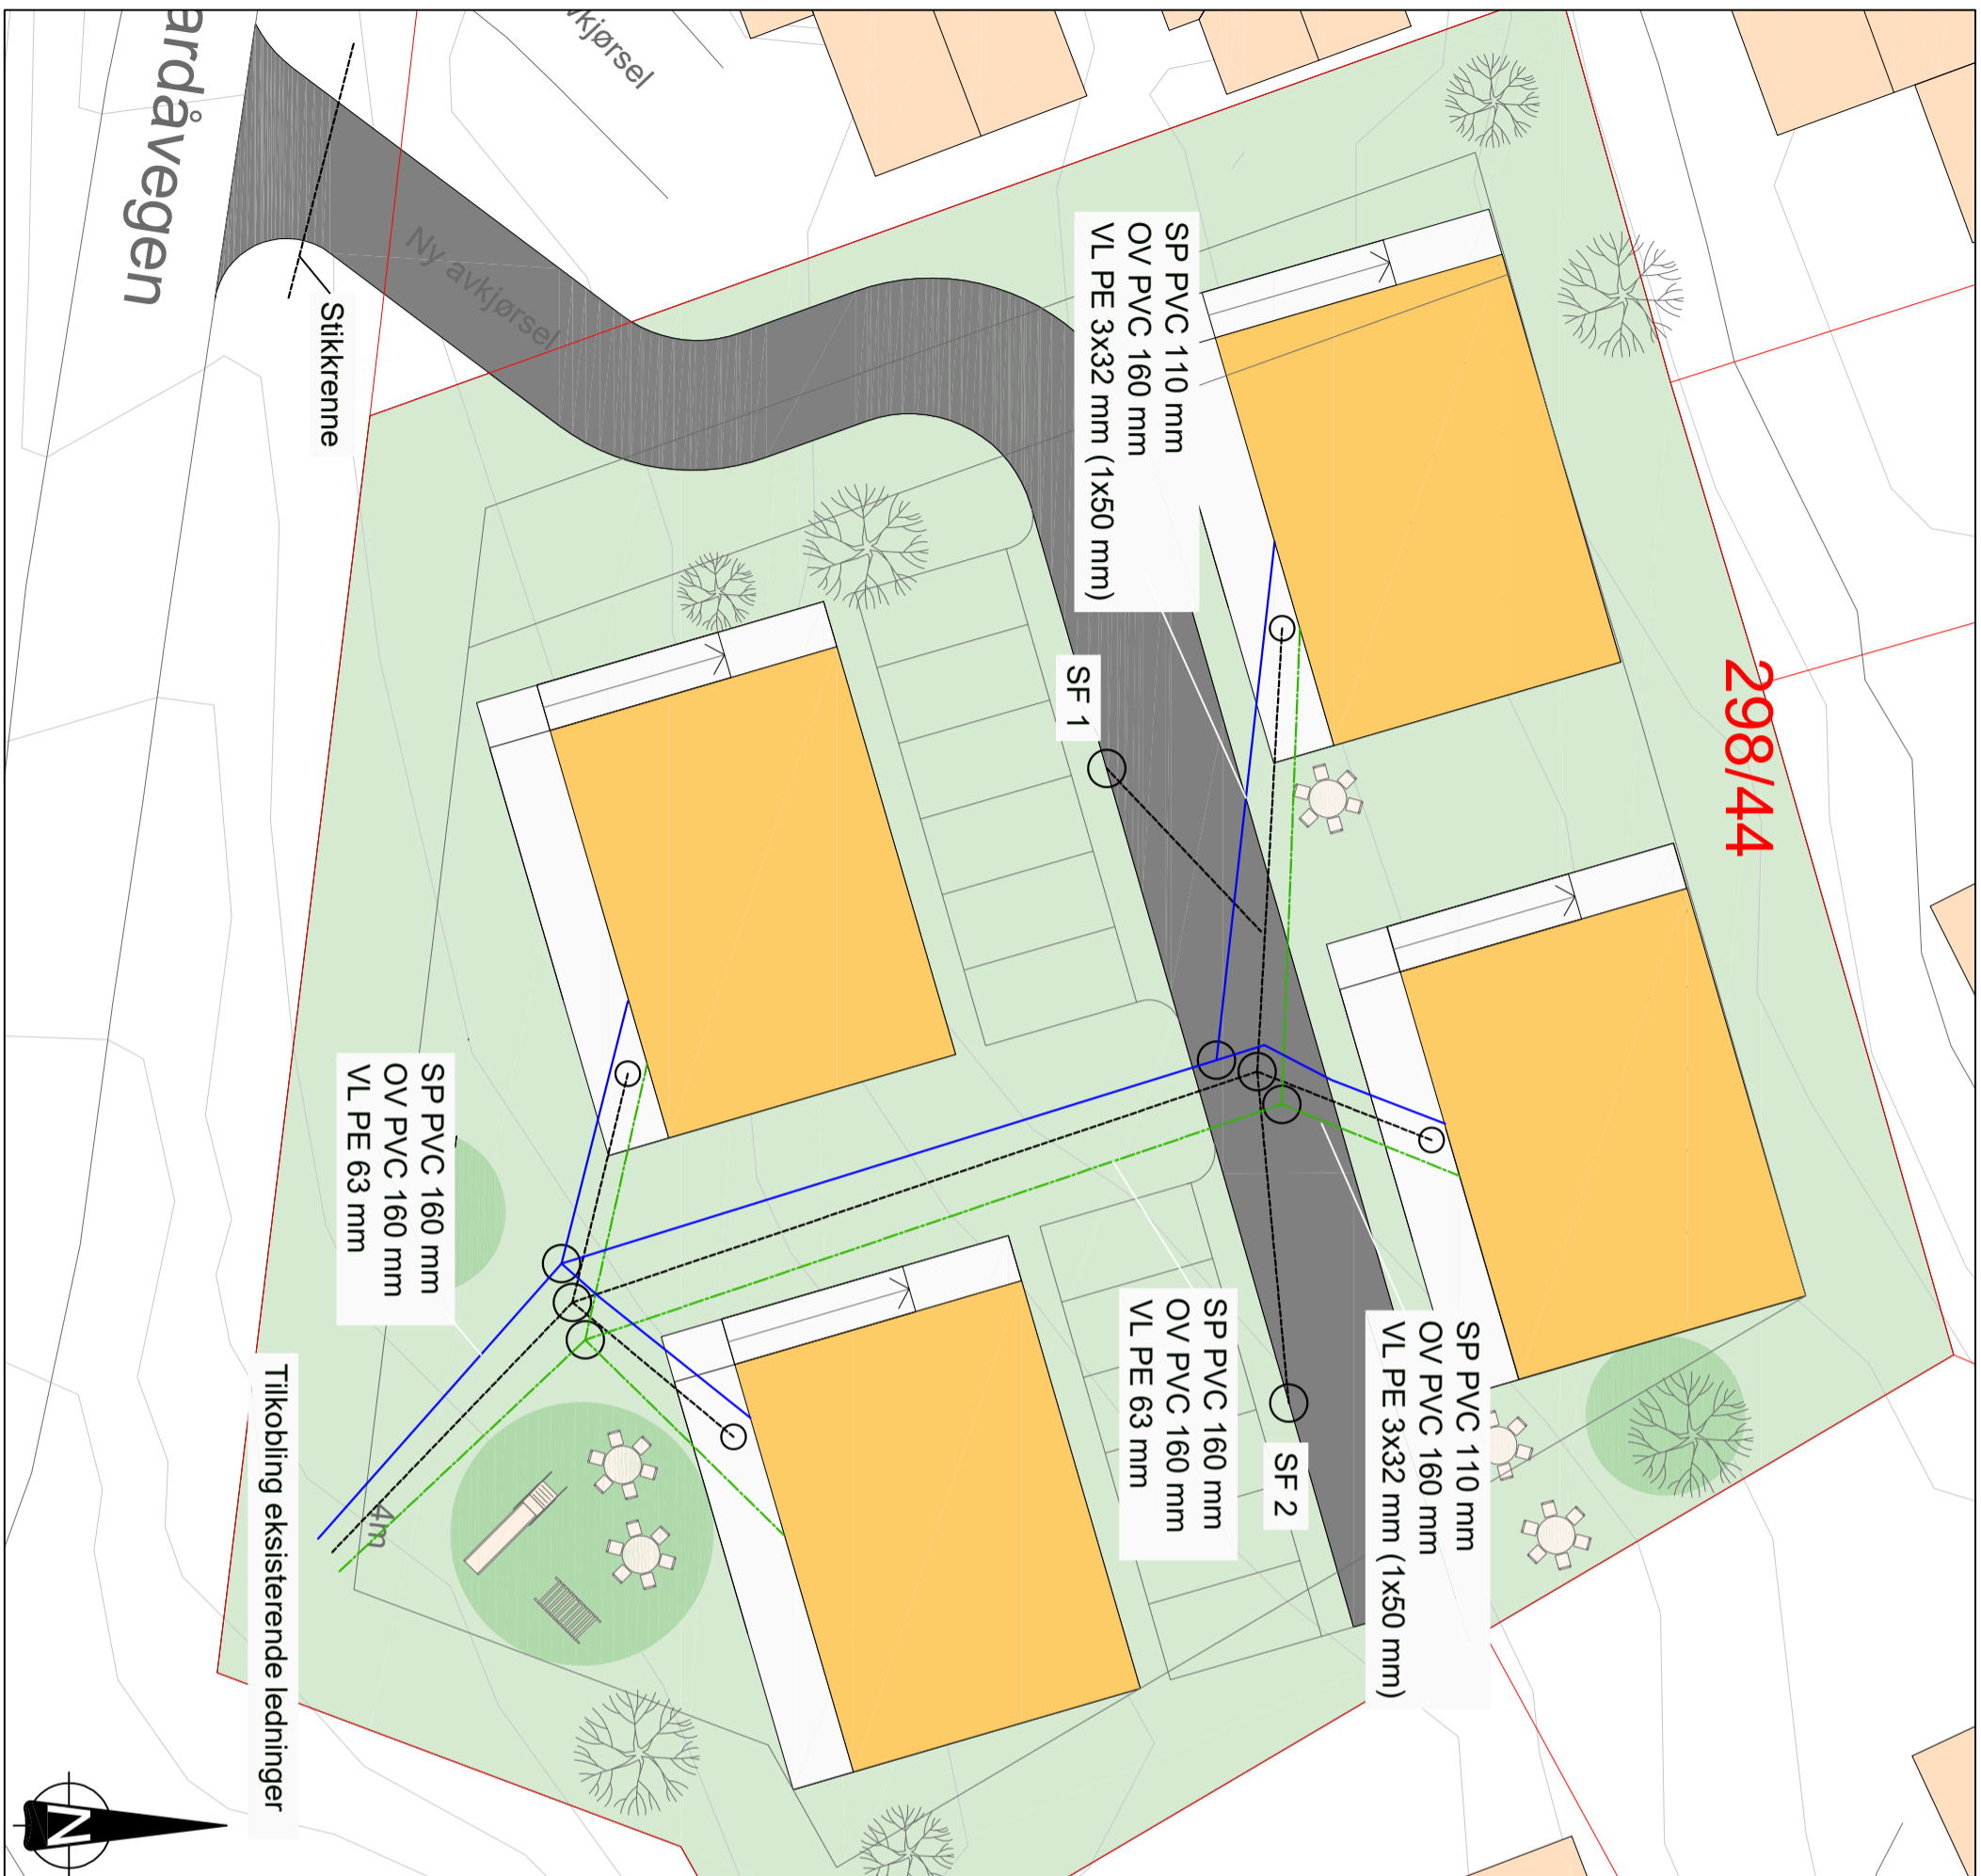 ardåvegen
vkjørsel
Ny avkjørsel
Stikkrenne
SP PVC 110 mm
OV PVC 160 mm
VL PE 3x32 mm (1x50 mm)
SF 1
298/44
SP PVC 160 mm
OV PVC 160 mm
VL PE 63 mm
SP PVC 160 mm
OV PVC 160 mm
VL PE 63 mm
SP PVC 110 mm
OV PVC 160 mm
VL PE 3x32 mm (1x50 mm)
SF 2
4m
Tilkobling eksisterende ledninger
N